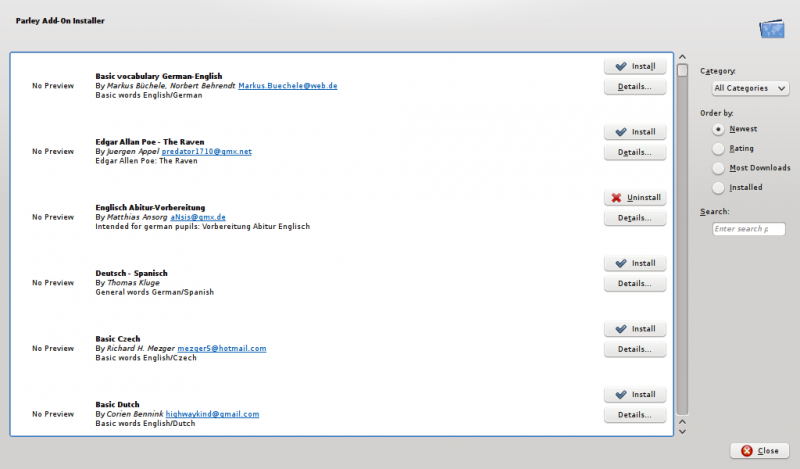 Parley Add-On Installer
No Preview
Basic vocabulary German-English
By Markus Büchele, Norbert Behrendt Markus.Buechele@web.de
Basic words English/German
Install
Details...
No Preview
Edgar Allan Poe - The Raven
By Juergen Appel predator1710@gmx.net
Edgar Allen Poe: The Raven
Install
Details...
No Preview
Englisch Abitur-Vorbereitung
By Matthias Ansorg aNsis@gmx.de
Intended for german pupils: Vorbereitung Abitur Englisch
Uninstall
Details...
No Preview
Deutsch - Spanisch
By Thomas Kluge
General words German/Spanish
Install
Details...
No Preview
Basic Czech
By Richard H. Mezger mezger5@hotmail.com
Basic words English/Czech
Install
Details...
No Preview
Basic Dutch
By Corien Bennink highwaykind@gmail.com
Basic words English/Dutch
Install
Details...
Category:
All Categories
Order by:
Newest
Rating
Most Downloads
Installed
Search:
Enter search p
Close